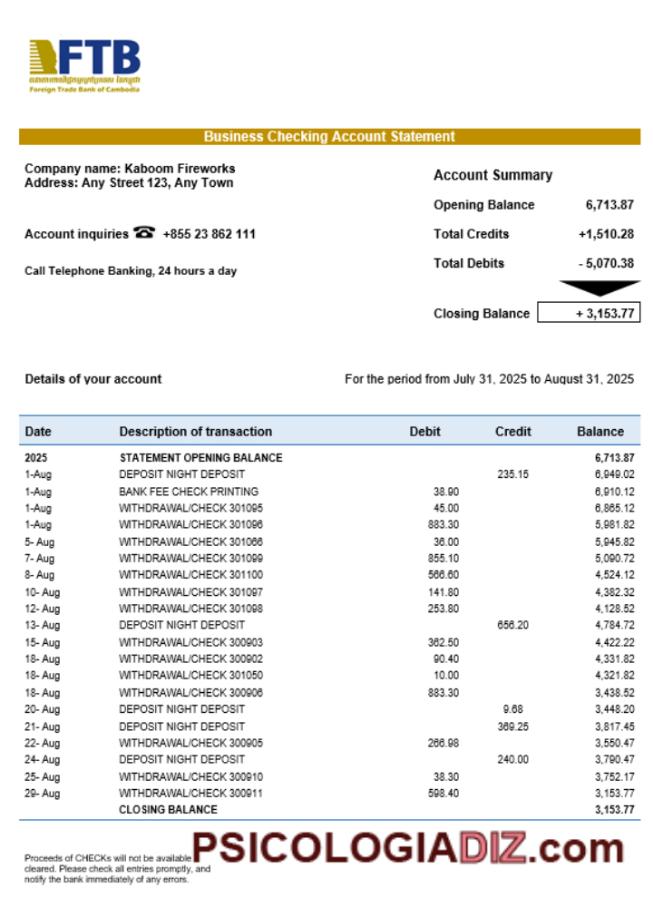 FTB
Foreign Trade Bank of Cambodia
Business Checking Account Statement
Company name: Kaboom Fireworks
Address: Any Street 123, Any Town
Account inquiries ☎ +855 23 862 111
Call Telephone Banking, 24 hours a day
Account Summary
Opening Balance 6,713.87
Total Credits +1,510.28
Total Debits - 5,070.38
Closing Balance + 3,153.77
Details of your account For the period from July 31, 2025 to August 31, 2025
Date Description of transaction Debit Credit Balance
2025 STATEMENT OPENING BALANCE 6,713.87
1-Aug DEPOSIT NIGHT DEPOSIT 235.15 6,949.02
1-Aug BANK FEE CHECK PRINTING 38.90 6,910.12
1-Aug WITHDRAWAL/CHECK 301095 45.00 6,865.12
1-Aug WITHDRAWAL/CHECK 301096 883.30 5,981.82
5- Aug WITHDRAWAL/CHECK 301066 36.00 5,945.82
7- Aug WITHDRAWAL/CHECK 301099 855.10 5,090.72
8- Aug WITHDRAWAL/CHECK 301100 566.60 4,524.12
10- Aug WITHDRAWAL/CHECK 301097 141.80 4,382.32
12- Aug WITHDRAWAL/CHECK 301098 253.80 4,128.52
13- Aug DEPOSIT NIGHT DEPOSIT 656.20 4,784.72
15- Aug WITHDRAWAL/CHECK 300903 362.50 4,422.22
18- Aug WITHDRAWAL/CHECK 300902 90.40 4,331.82
18- Aug WITHDRAWAL/CHECK 301050 10.00 4,321.82
18- Aug WITHDRAWAL/CHECK 300906 883.30 3,438.52
20- Aug DEPOSIT NIGHT DEPOSIT 9.68 3,448.20
21- Aug DEPOSIT NIGHT DEPOSIT 369.25 3,817.45
22- Aug WITHDRAWAL/CHECK 300905 266.98 3,550.47
24- Aug DEPOSIT NIGHT DEPOSIT 240.00 3,790.47
25- Aug WITHDRAWAL/CHECK 300910 38.30 3,752.17
29- Aug WITHDRAWAL/CHECK 300911 598.40 3,153.77
CLOSING BALANCE 3,153.77
PSICOLOGIADIZ.com
Proceeds of CHECKs will not be available
cleared. Please check all entries promptly, and
notify the bank immediately of any errors.